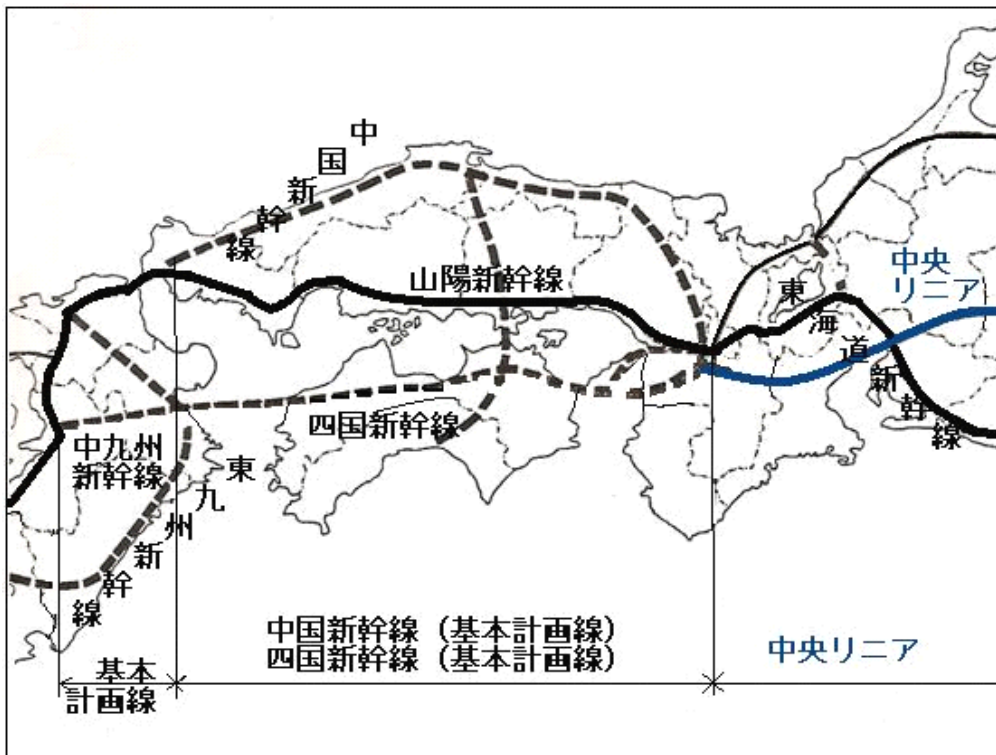 中国新幹線
山陽新幹線
中央
リニア
東海道新幹線
四国新幹線
中九州
新幹線
東九州新幹線
中国新幹線（基本計画線）
四国新幹線（基本計画線）
中央リニア
基本
計画線